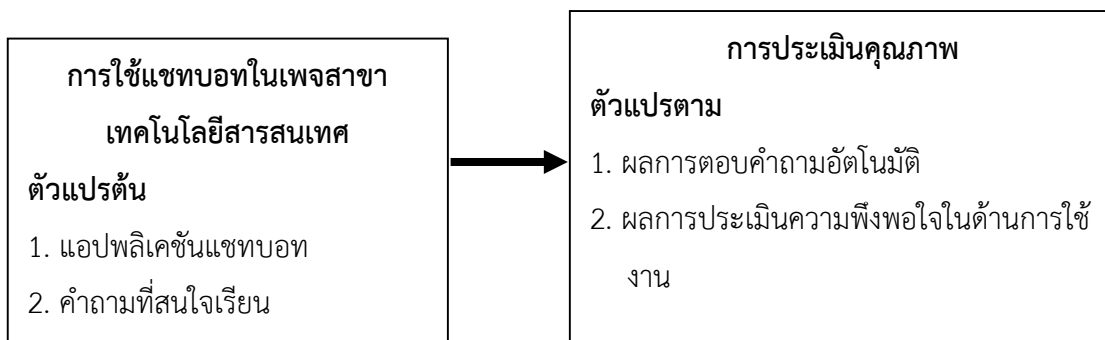 การใช้แชทบอทในเพจสาขา
เทคโนโลยีสารสนเทศ
ตัวแปรต้น
1. แอปพลิเคชันแชทบอท
2. คำถามที่สนใจเรียน
การประเมินคุณภาพ
ตัวแปรตาม
1. ผลการตอบคำถามอัตโนมัติ
2. ผลการประเมินความพึงพอใจในด้านการใช้
งาน